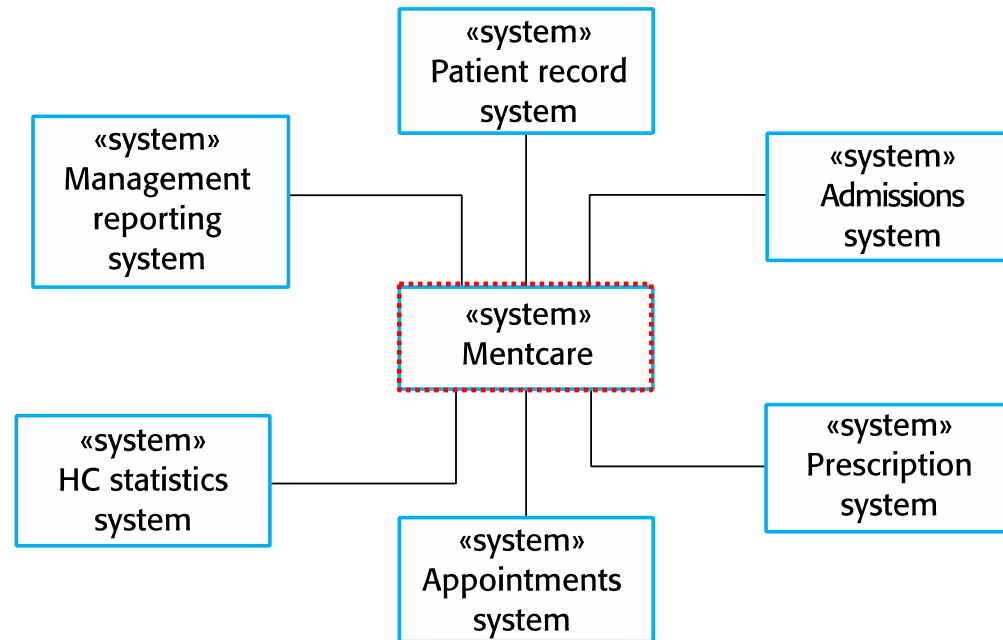 «system»
Patient record
system
«system»
Management
reporting
system
«system»
Admissions
system
«system»
Mentcare
«system»
HC statistics
system
«system»
Prescription
system
«system»
Appointments
system